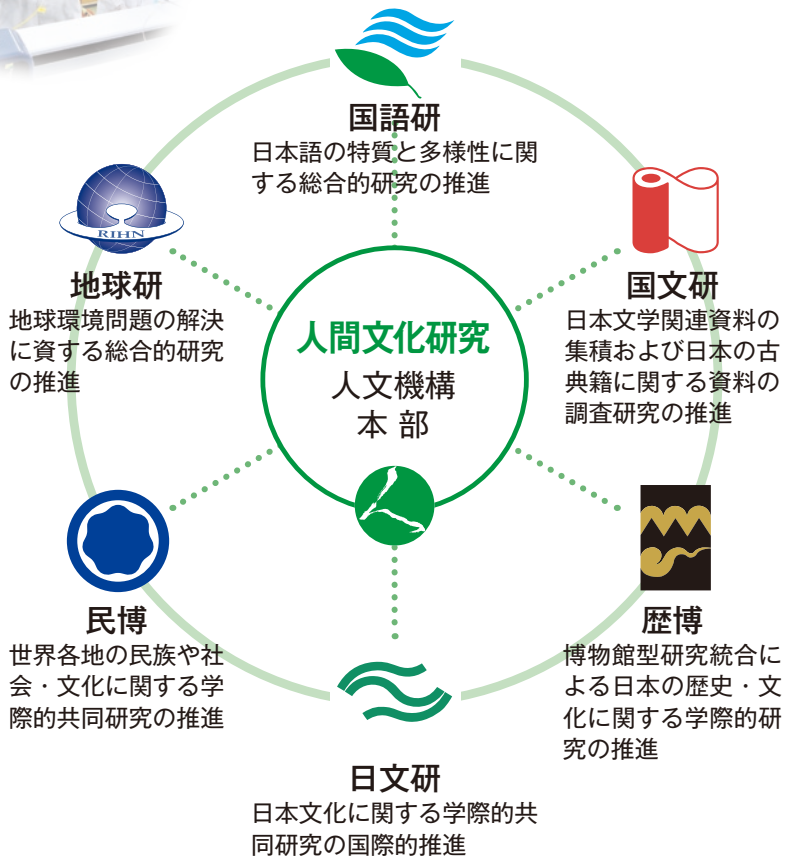 国語研
日本語の特質と多様性に関
する総合的研究の推進
RIHN
地球研
地球環境問題の解決
に資する総合的研究
の推進
国文研
日本文学関連資料の
集積および日本の古
典籍に関する資料の
調査研究の推進
人間文化研究
人文機構
本 部
民博
世界各地の民族や社
会・文化に関する学
際的共同研究の推進
歴博
博物館型研究統合に
よる日本の歴史・文
化に関する学際的研
究の推進
日文研
日本文化に関する学際的共
同研究の国際的推進